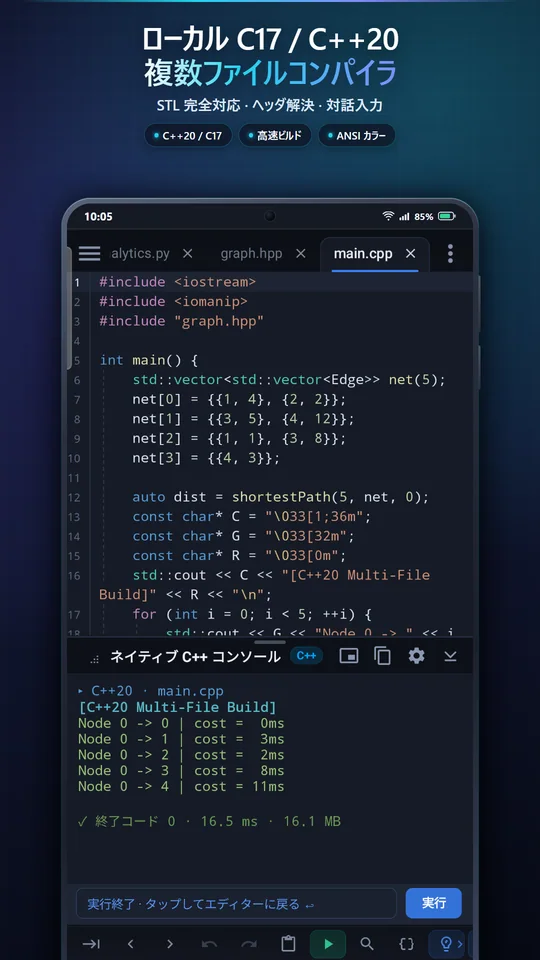 ローカル C17 / C++20
複数ファイルコンパイラ
STL 完全対応 · ヘッダ解決 · 対話入力
C++20 / C17
高速ビルド
ANSI カラー
10:05
85%
alytics.py
graph.hpp
main.cpp
1 #include <iostream>
2 #include <iomanip>
3 #include "graph.hpp"
4
5 int main() {
6 std::vector<std::vector<Edge>> net(5);
7 net[0] = {{1, 4}, {2, 2}};
8 net[1] = {{3, 5}, {4, 12}};
9 net[2] = {{1, 1}, {3, 8}};
10 net[3] = {{4, 3}};
11
12 auto dist = shortestPath(5, net, 0);
13 const char* C = "\033[1;36m";
14 const char* G = "\033[32m";
15 const char* R = "\033[0m";
16 std::cout << C << "[C++20 Multi-File
Build]" << R << "\n";
17 for (int i = 0; i < 5; ++i) {
18 std::cout << G << "Node 0 -> " << i
ネイティブ C++ コンソール
C++
▸ C++20 · main.cpp
[C++20 Multi-File Build]
Node 0 -> 0 | cost = 0ms
Node 0 -> 1 | cost = 3ms
Node 0 -> 2 | cost = 2ms
Node 0 -> 3 | cost = 8ms
Node 0 -> 4 | cost = 11ms
✓ 終了コード 0 · 16.5 ms · 16.1 MB
実行終了 · タップしてエディターに戻る ↩
実行